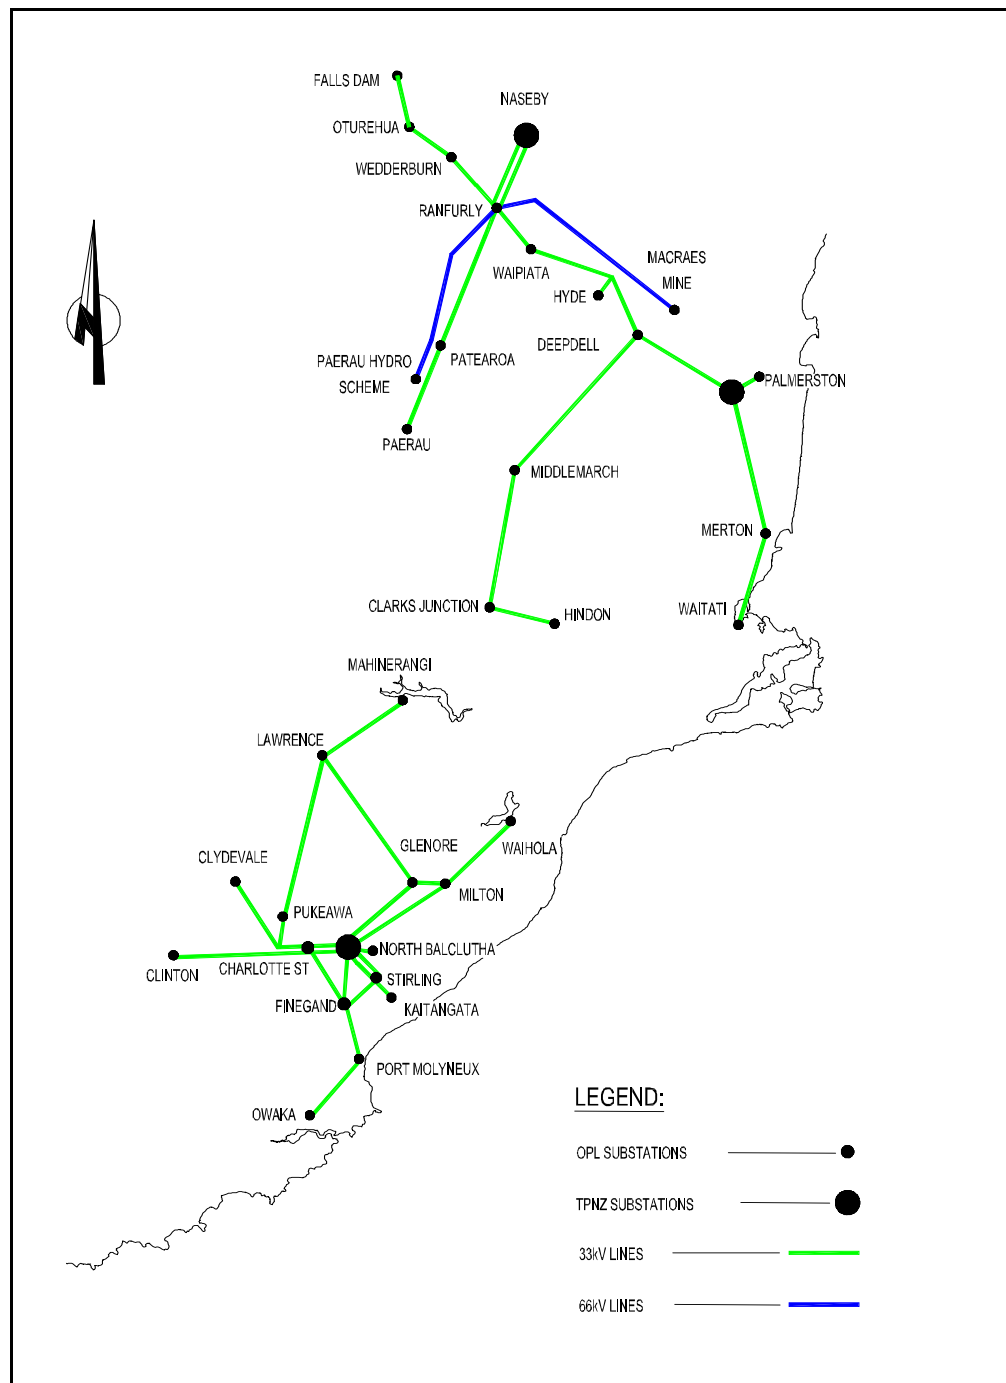 FALLS DAM
NASEBY
OTUREHUA
WEDDERBURN
RANFURLY
WAIPIATA
MACRAES
MINE
HYDE
DEEPDELL
PAERAU HYDRO
SCHEME
PATEAROA
PALMERSTON
PAERAU
MIDDLEMARCH
MERTON
CLARKS JUNCTION
HINDON
WAITATI
MAHINERANGI
LAWRENCE
GLENORE
WAIHOLA
CLYDEVALE
MILTON
PUKEAWA
NORTH BALCLUTHA
CLINTON
CHARLOTTE ST
STIRLING
FINEGAND
KAITANGATA
PORT MOLYNEUX
OWAKA
LEGEND:
OPL SUBSTATIONS
TPNZ SUBSTATIONS
33kV LINES
66kV LINES